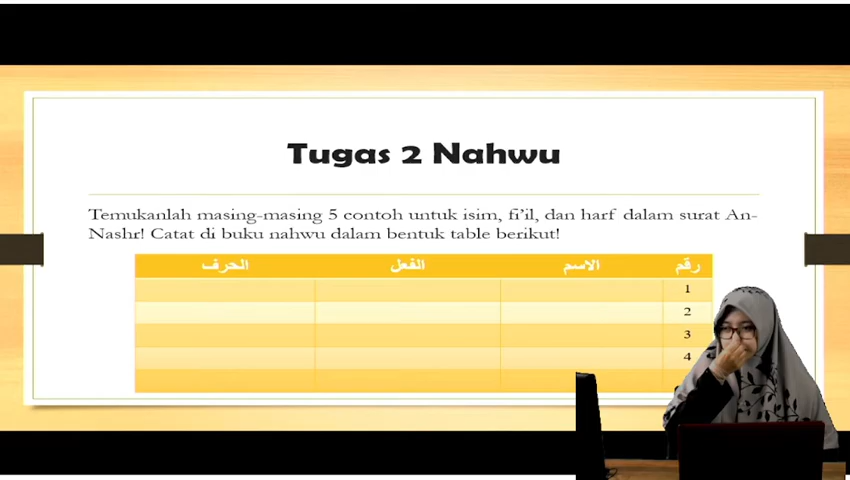 Tugas 2 Nahwu
Temukanlah masing-masing 5 contoh untuk isim, fi’il, dan harf dalam surat An-
Nashr! Catat di buku nahwu dalam bentuk table berikut!
رقم الاسم الفعل الحرف
1
2
3
4